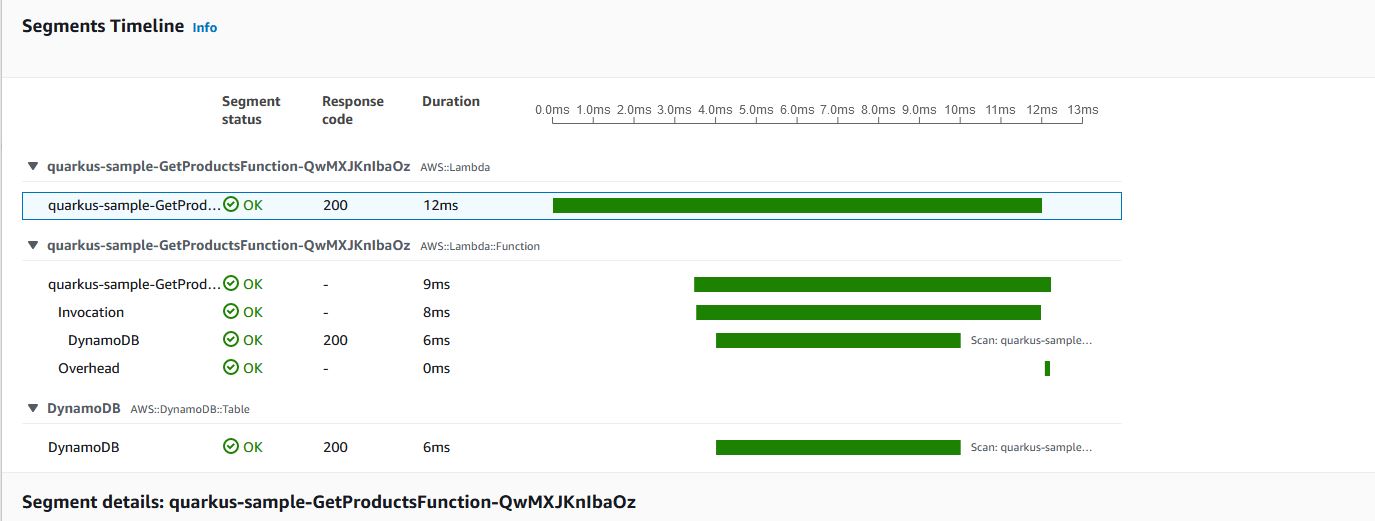 Segments Timeline Info
Segment status Response code Duration 0.0ms 1.0ms 2.0ms 3.0ms 4.0ms 5.0ms 6.0ms 7.0ms 8.0ms 9.0ms 10ms 11ms 12ms 13ms
quarkus-sample-GetProductsFunction-QwMXJKnIbaOz AWS::Lambda
quarkus-sample-GetProd... OK 200 12ms
quarkus-sample-GetProductsFunction-QwMXJKnIbaOz AWS::Lambda::Function
quarkus-sample-GetProd... OK - 9ms
Invocation OK - 8ms
DynamoDB OK 200 6ms Scan: quarkus-sample...
Overhead OK - 0ms
DynamoDB AWS::DynamoDB::Table
DynamoDB OK 200 6ms Scan: quarkus-sample...
Segment details: quarkus-sample-GetProductsFunction-QwMXJKnIbaOz